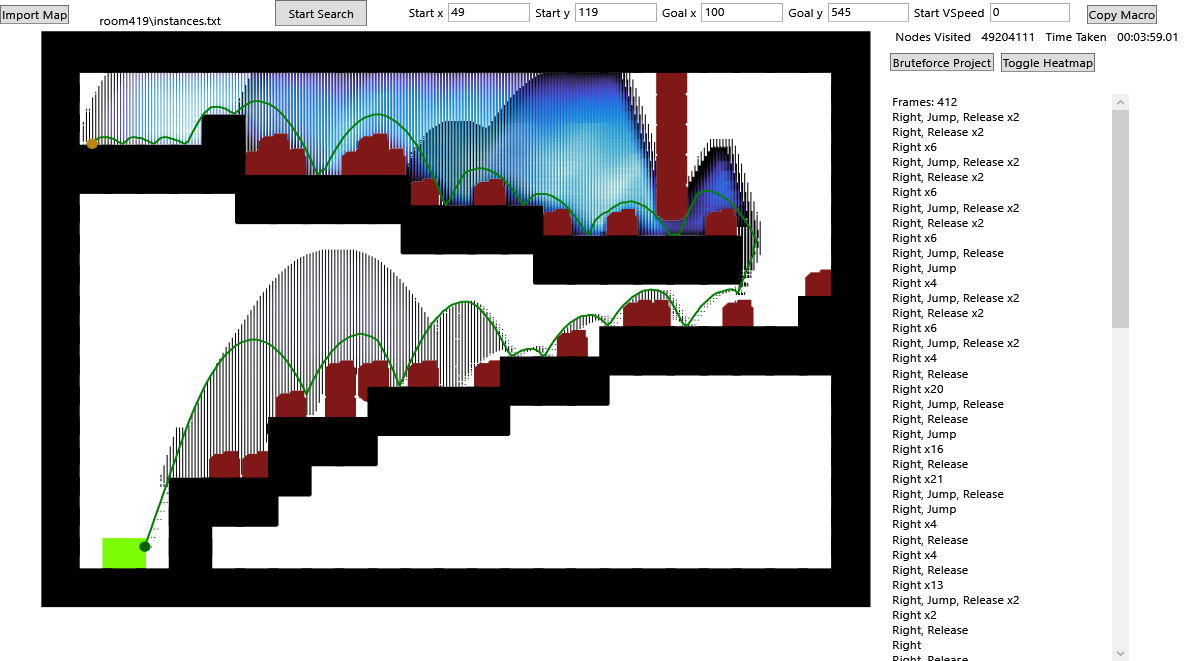 Import Map
room419\instances.txt
Start Search
Start x 49 Start y 119 Goal x 100 Goal y 545 Start VSpeed 0
Copy Macro
Nodes Visited 49204111 Time Taken 00:03:59.01
Bruteforce Project Toggle Heatmap
Frames: 412
Right, Jump, Release x2
Right, Release x2
Right x6
Right, Jump, Release x2
Right, Release x2
Right x6
Right, Jump, Release x2
Right, Release x2
Right x6
Right, Jump, Release
Right, Jump
Right x4
Right, Jump, Release x2
Right, Release x2
Right x6
Right, Jump, Release x2
Right x4
Right, Release
Right x20
Right, Jump, Release
Right, Release
Right, Jump
Right x16
Right, Release
Right x21
Right, Jump, Release
Right, Jump
Right x4
Right, Release
Right x4
Right, Release
Right x13
Right, Jump, Release x2
Right x2
Right, Release
Right
Right, Release